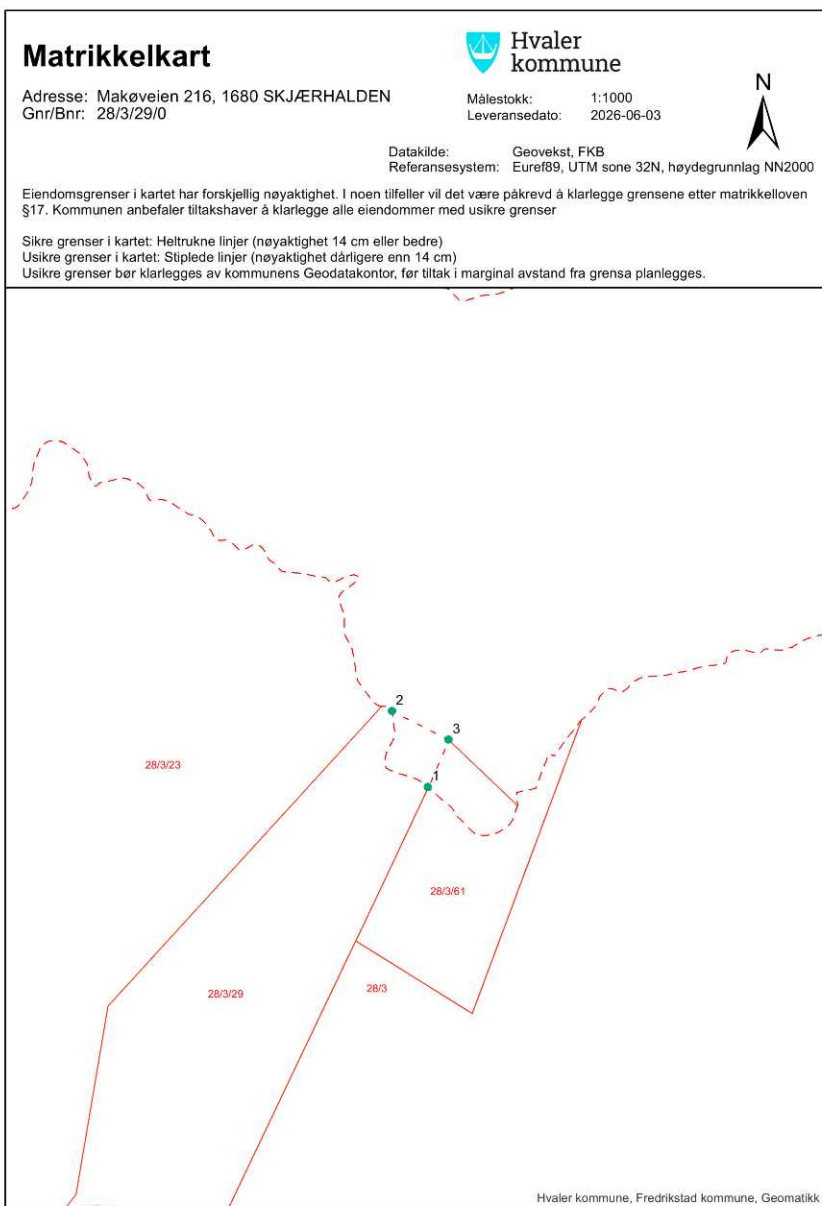 Matrikkelkart
Hvaler
kommune
Adresse: Makøveien 216, 1680 SKJÆRHALDEN
Gnr/Bnr: 28/3/29/0
Målestokk: 1:1000
Leveransedato: 2026-06-03
N
Datakilde: Geovekst, FKB
Referansesystem: Euref89, UTM sone 32N, høydegrunnlag NN2000
Eiendomsgrenser i kartet har forskjellig nøyaktighet. I noen tilfeller vil det være påkrevd å klarlegge grensene etter matrikkelloven
§17. Kommunen anbefaler tiltakshaver å klarlegge alle eiendommer med usikre grenser
Sikre grenser i kartet: Heltrukne linjer (nøyaktighet 14 cm eller bedre)
Usikre grenser i kartet: Stiplede linjer (nøyaktighet dårligere enn 14 cm)
Usikre grenser bør klarlegges av kommunens Geodatakontor, før tiltak i marginal avstand fra grensa planlegges.
2
3
28/3/23
1
28/3/61
28/3
28/3/29
Hvaler kommune, Fredrikstad kommune, Geomatikk